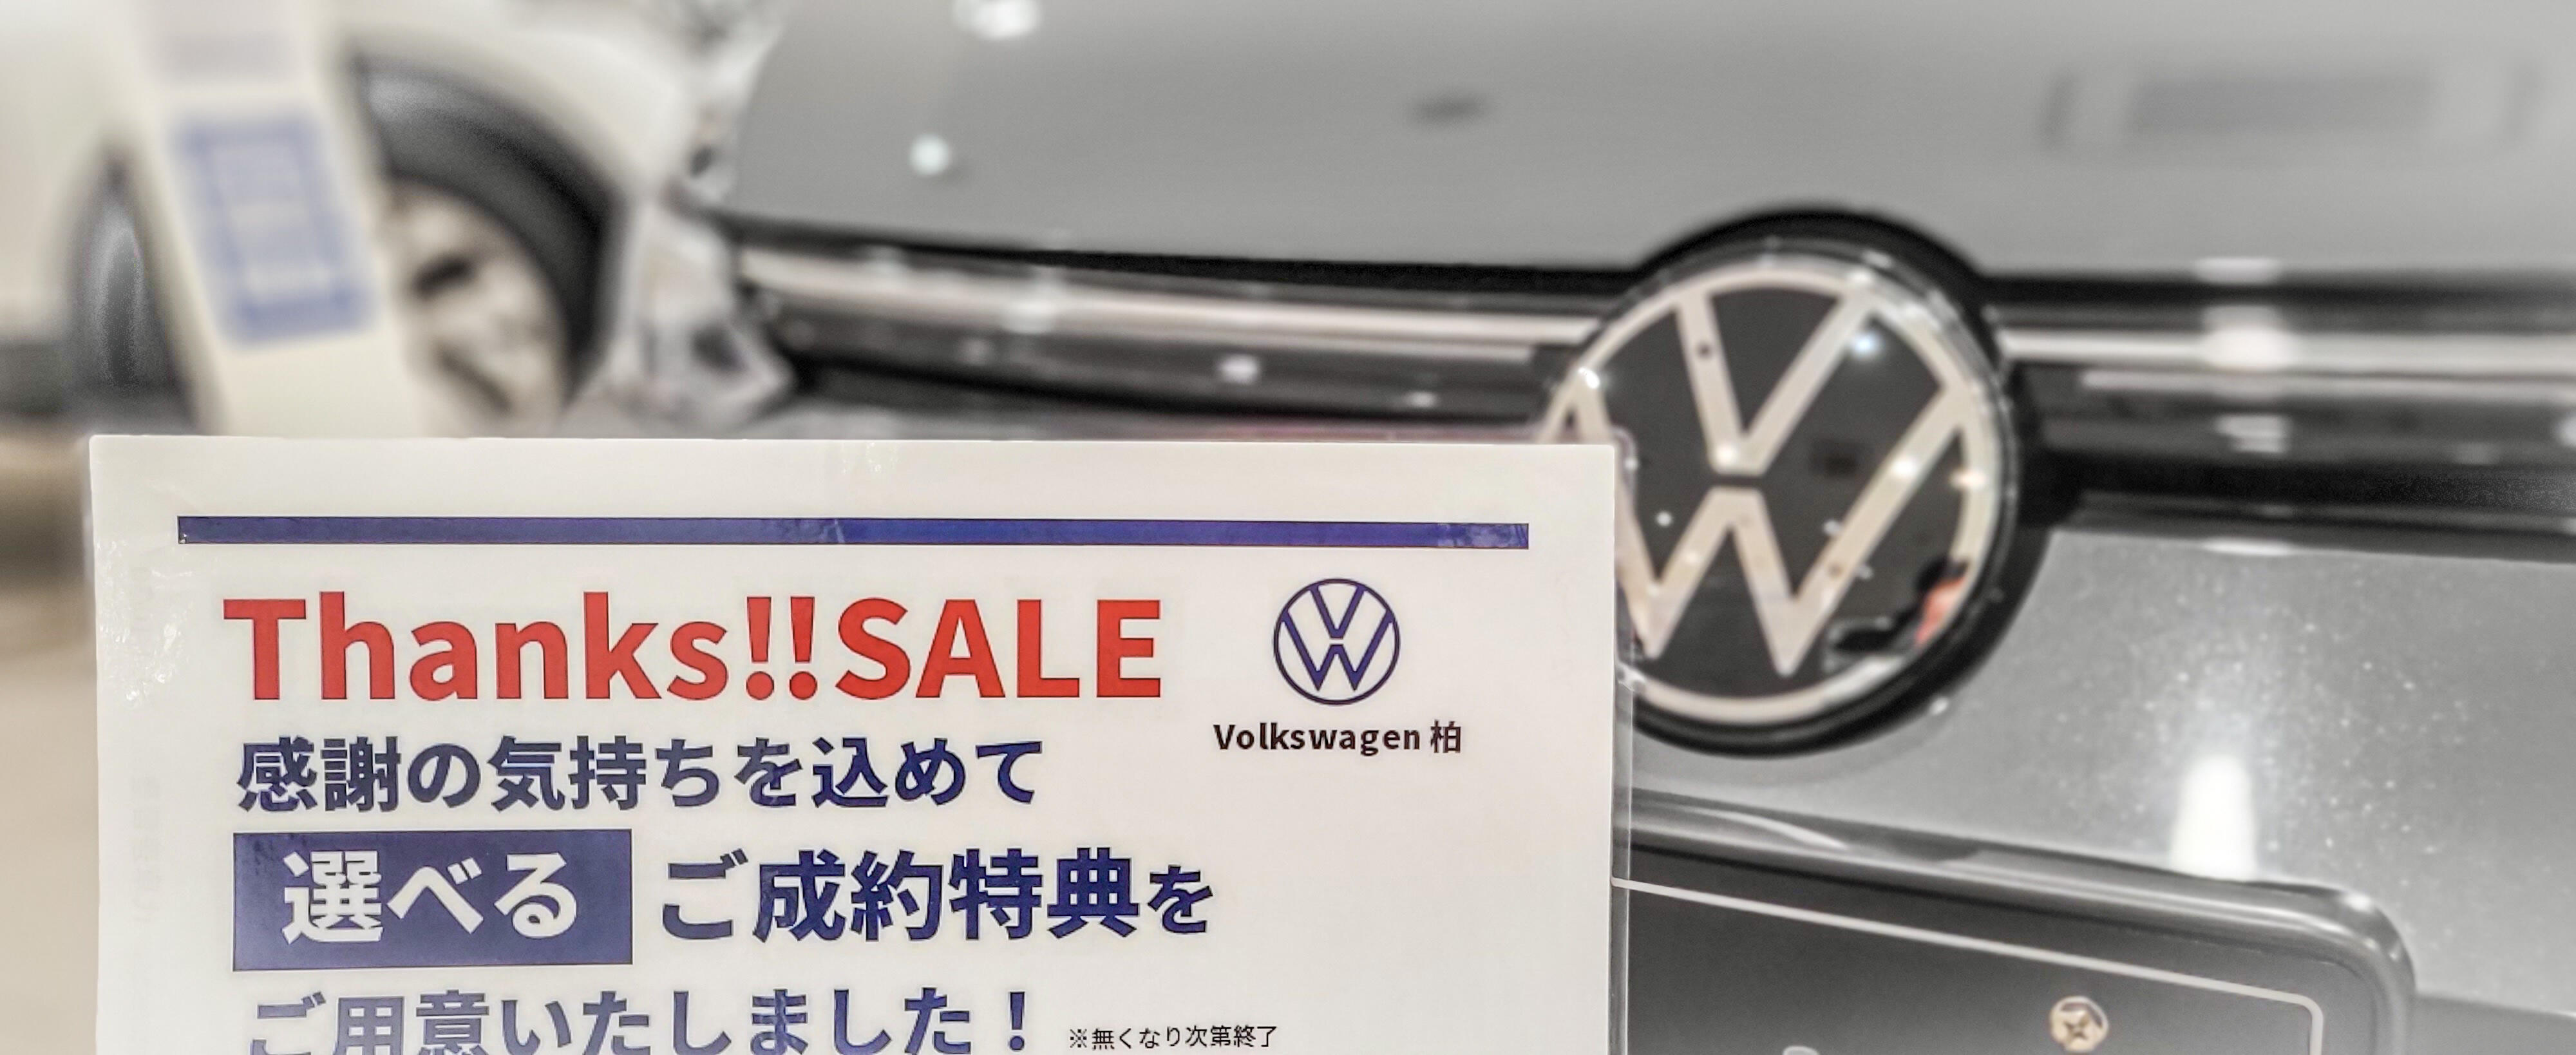 Thanks!!SALE
Volkswagen 柏
感謝の気持ちを込めて
選べる ご成約特典を
ご用意いたしました！ ※無くなり次第終了